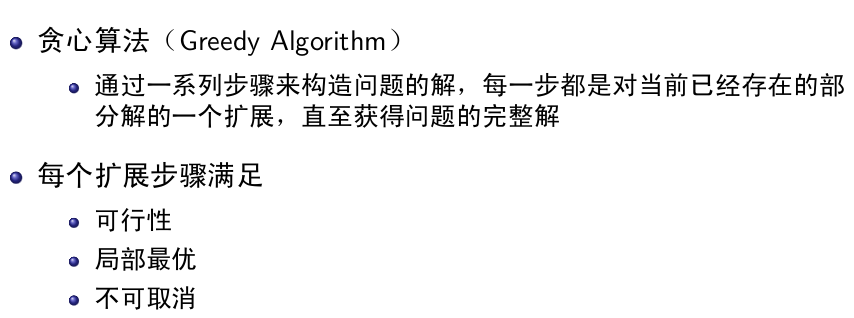 贪心算法（Greedy Algorithm）
通过一系列步骤来构造问题的解，每一步都是对当前已经存在的部
分解的一个扩展，直至获得问题的完整解
每个扩展步骤满足
可行性
局部最优
不可取消